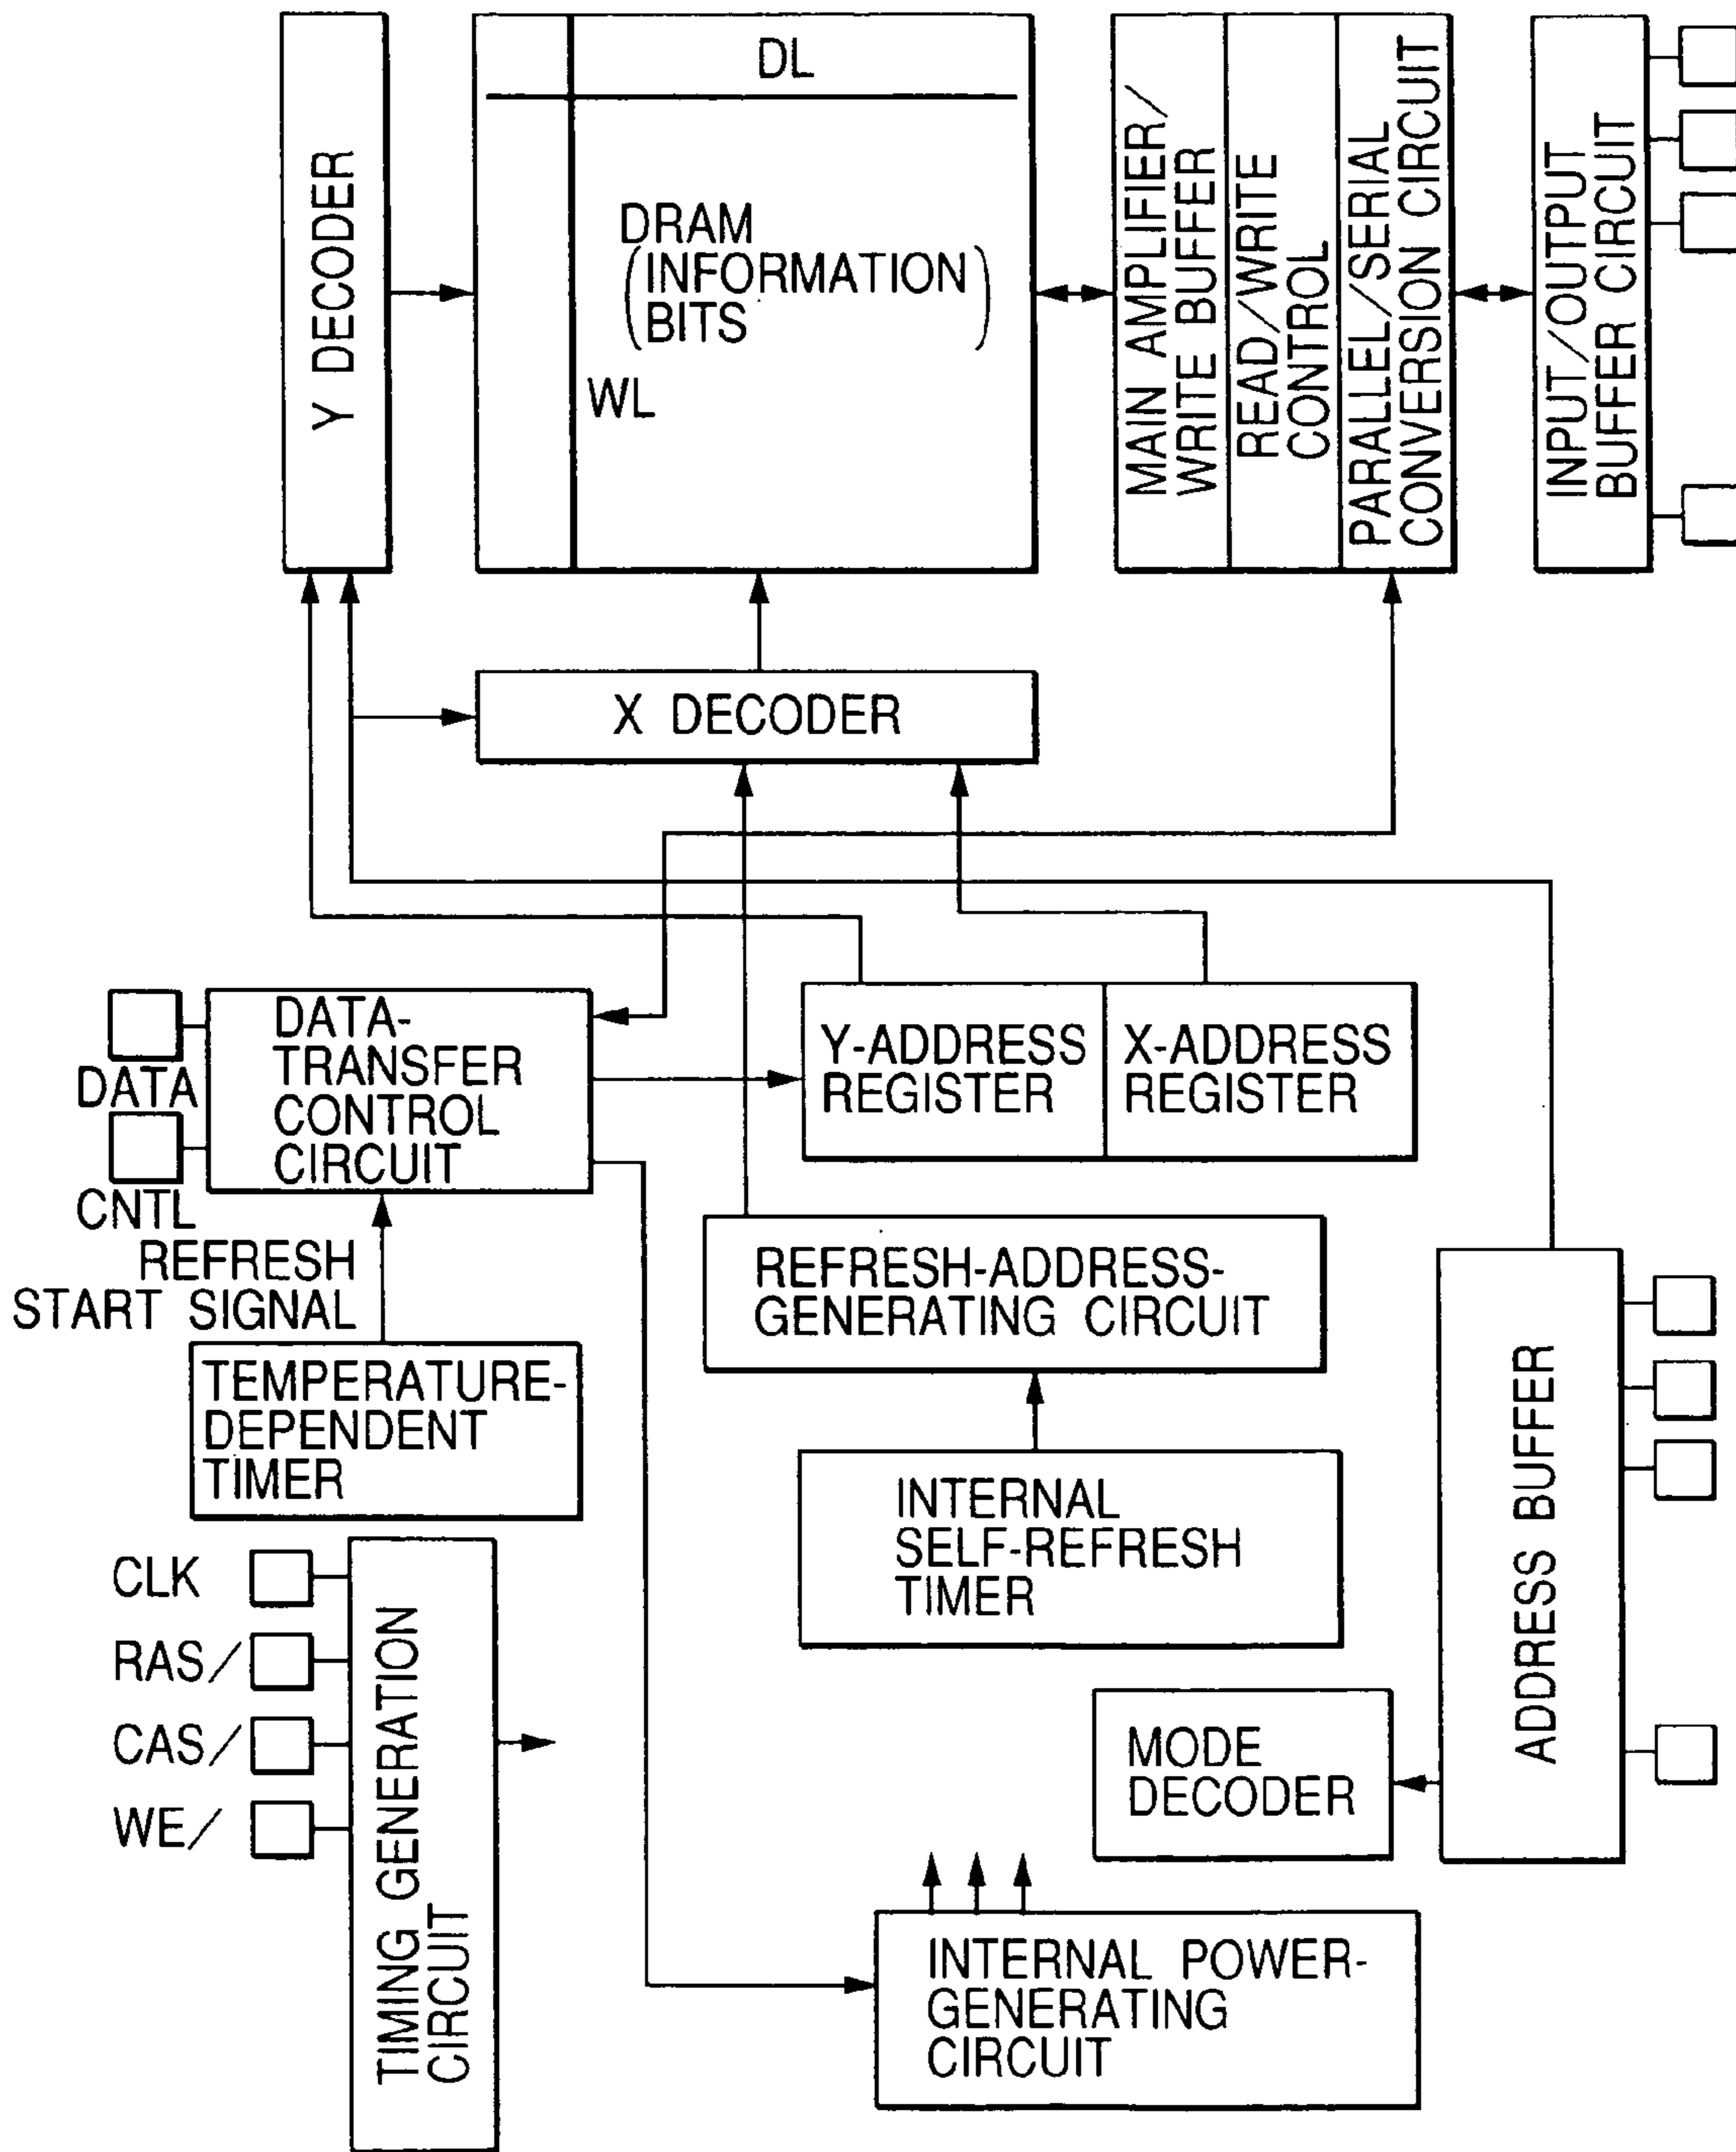 Y DECODER
DL
DRAM
(INFORMATION
BITS)
WL
MAIN AMPLIFIER/
WRITE BUFFER
READ/WRITE
CONTROL
PARALLEL/SERIAL
CONVERSION CIRCUIT
INPUT/OUTPUT
BUFFER CIRCUIT
X DECODER
DATA
CNTL
DATA-
TRANSFER
CONTROL
CIRCUIT
Y-ADDRESS
REGISTER
X-ADDRESS
REGISTER
REFRESH
START SIGNAL
REFRESH-ADDRESS-
GENERATING CIRCUIT
TEMPERATURE-
DEPENDENT
TIMER
INTERNAL
SELF-REFRESH
TIMER
ADDRESS BUFFER
CLK
RAS/
CAS/
WE/
TIMING GENERATION
CIRCUIT
MODE
DECODER
INTERNAL POWER-
GENERATING
CIRCUIT